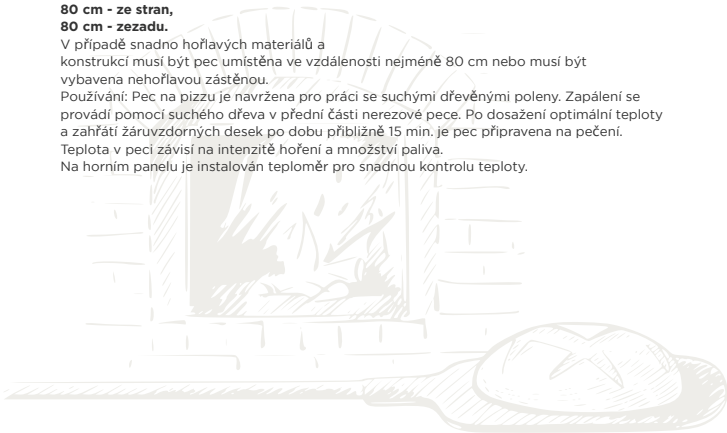 80 cm - ze stran,
80 cm - zezadu.
V případě snadno hořlavých materiálů a
konstrukcí musí být pec umístěna ve vzdálenosti nejméně 80 cm nebo musí být
vybavena nehořlavou zástěnou.
Používání: Pec na pizzu je navržena pro práci se suchými dřevěnými poleny. Zapálení se
provádí pomocí suchého dřeva v přední části nerezové pece. Po dosažení optimální teploty
a zahřátí žáruvzdorných desek po dobu přibližně 15 min. je pec připravena na pečení.
Teplota v peci závisí na intenzitě hoření a množství paliva.
Na horním panelu je instalován teploměr pro snadnou kontrolu teploty.